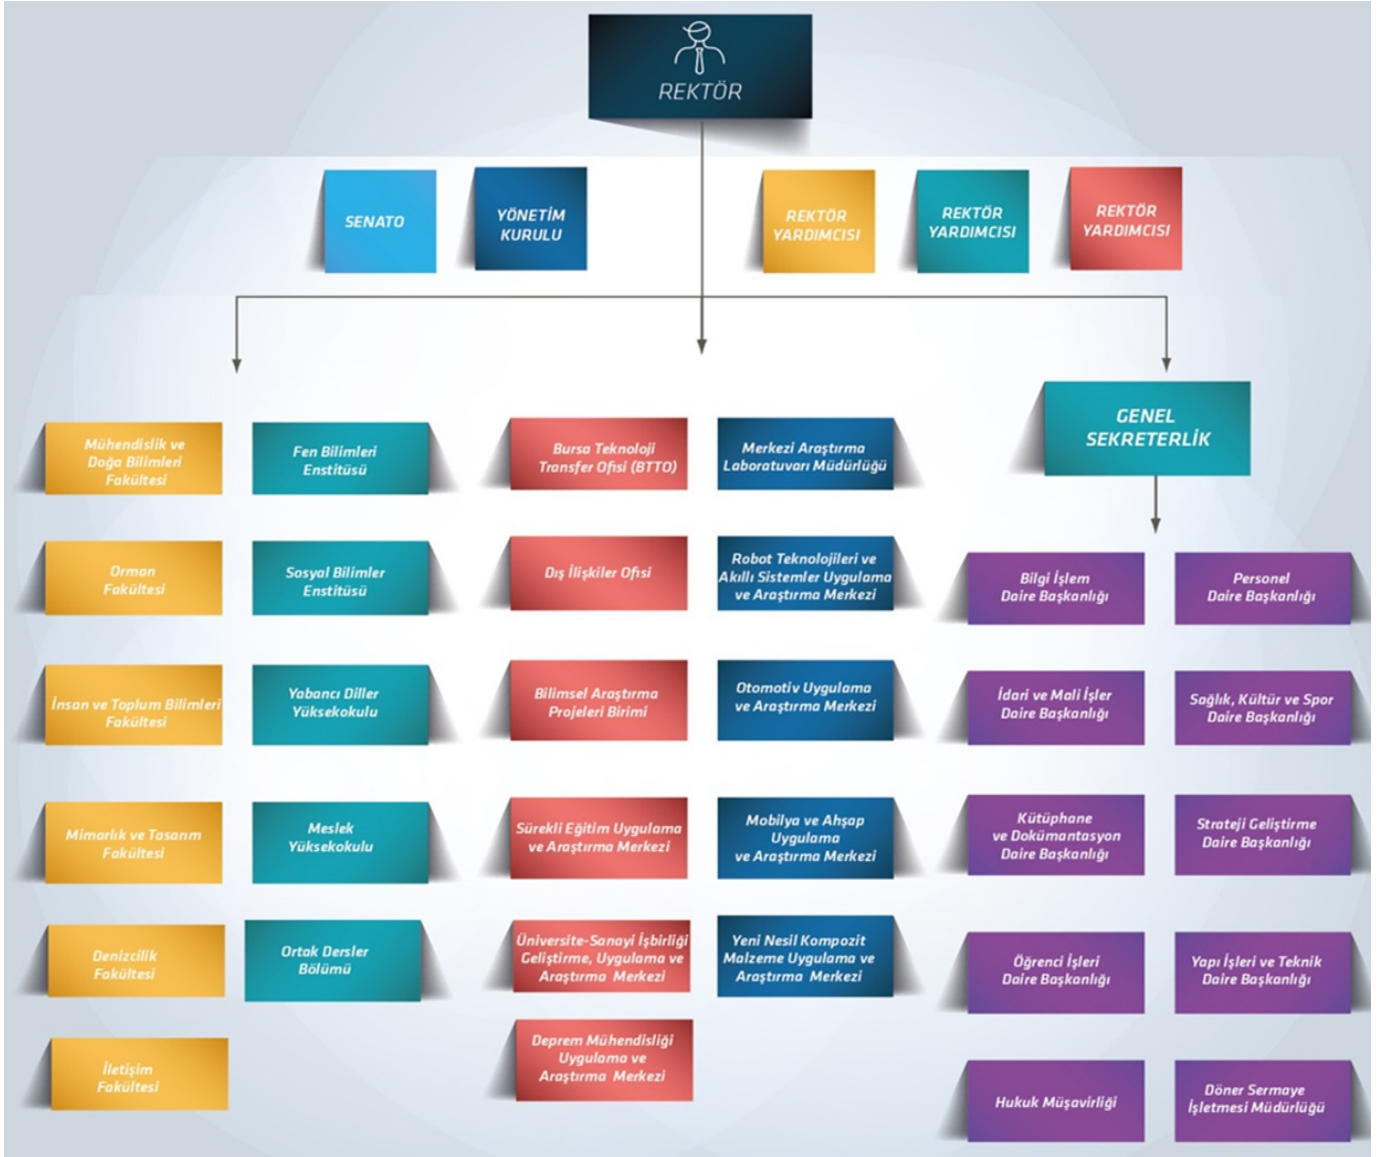 REKTÖR
SENATO
YÖNETİM
KURULU
REKTÖR
YARDIMCISI
REKTÖR
YARDIMCISI
REKTÖR
YARDIMCISI
Mühendislik ve
Doğa Bilimleri
Fakültesi
Fen Bilimleri
Enstitüsü
Orman
Fakültesi
Sosyal Bilimler
Enstitüsü
İnsan ve Toplum Bilimleri
Fakültesi
Yabancı Diller
Yüksekokulu
Mimarlık ve Tasarım
Fakültesi
Meslek
Yüksekokulu
Denizcilik
Fakültesi
Ortak Dersler
Bölümü
İletişim
Fakültesi
Bursa Teknoloji
Transfer Ofisi (BTTO)
Merkezi Araştırma
Laboratuvarı Müdürlüğü
Dış İlişkiler Ofisi
Robot Teknolojileri ve
Akıllı Sistemler Uygulama
ve Araştırma Merkezi
Bilimsel Araştırma
Projeleri Birimi
Otomotiv Uygulama
ve Araştırma Merkezi
Sürekli Eğitim Uygulama
ve Araştırma Merkezi
Mobilya ve Ahşap
Uygulama
ve Araştırma Merkezi
Üniversite-Sanayi İşbirliği
Geliştirme, Uygulama ve
Araştırma Merkezi
Yeni Nesil Kompozit
Malzeme Uygulama ve
Araştırma Merkezi
Deprem Mühendisliği
Uygulama ve
Araştırma Merkezi
GENEL
SEKRETERLİK
Bilgi İşlem
Daire Başkanlığı
Personel
Daire Başkanlığı
İdari ve Mali İşler
Daire Başkanlığı
Sağlık, Kültür ve Spor
Daire Başkanlığı
Kütüphane
ve Dokümantasyon
Daire Başkanlığı
Strateji Geliştirme
Daire Başkanlığı
Öğrenci İşleri
Daire Başkanlığı
Yapı İşleri ve Teknik
Daire Başkanlığı
Hukuk Müşavirliği
Döner Sermaye
İşletmesi Müdürlüğü